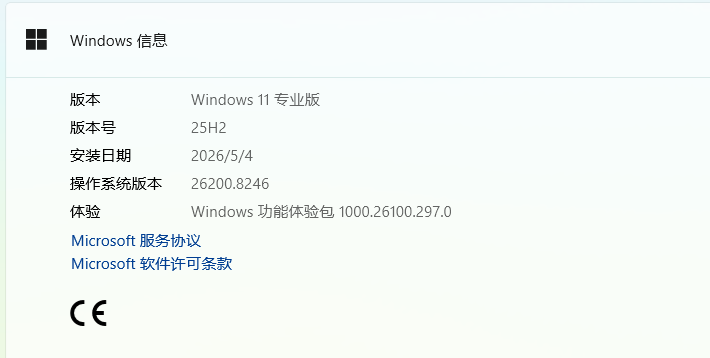 Windows 信息
版本 Windows 11 专业版
版本号 25H2
安装日期 2026/5/4
操作系统版本 26200.8246
体验 Windows 功能体验包 1000.26100.297.0
Microsoft 服务协议
Microsoft 软件许可条款
CE